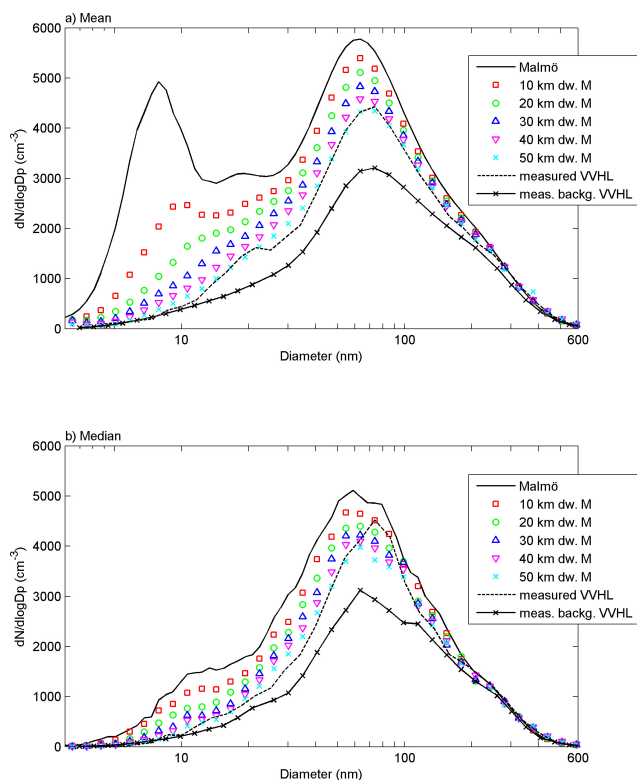 a) Mean
6000
5000
4000
3000
2000
1000
0
dN/dlogDp (cm-3)
10
100
600
Diameter (nm)
Malmö
10 km dw. M
20 km dw. M
30 km dw. M
40 km dw. M
50 km dw. M
measured VVHL
meas. backg. VVHL
b) Median
6000
5000
4000
3000
2000
1000
0
dN/dlogDp (cm-3)
10
100
600
Diameter (nm)
Malmö
10 km dw. M
20 km dw. M
30 km dw. M
40 km dw. M
50 km dw. M
measured VVHL
meas. backg. VVHL